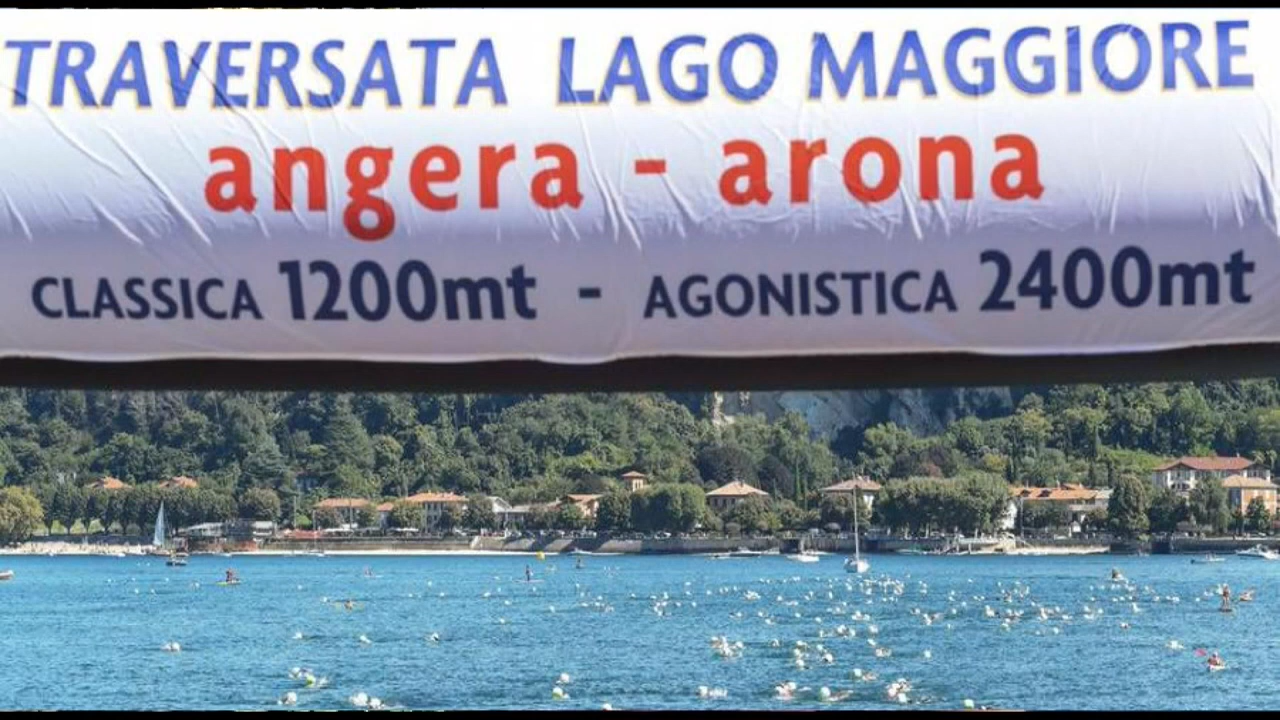 TRAVERSATA LAGO MAGGIORE
angera - arona
CLASSICA 1200mt - AGONISTICA 2400mt